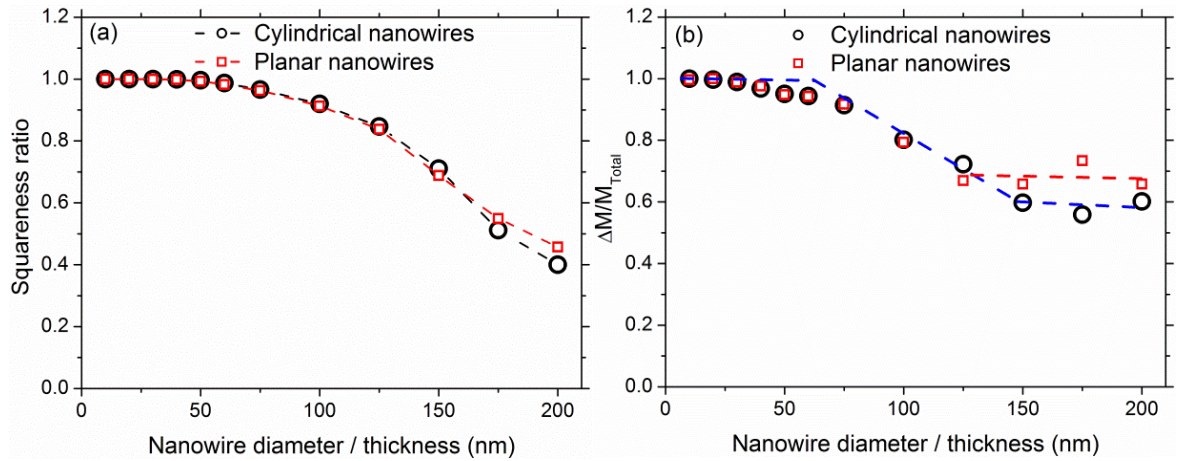 (a)
Cylindrical nanowires
Planar nanowires
Squareness ratio
1.2
1.0
0.8
0.6
0.4
0.2
0.0
0 50 100 150 200
Nanowire diameter / thickness (nm)
(b)
Cylindrical nanowires
Planar nanowires
ΔM/M_Total
1.2
1.0
0.8
0.6
0.4
0.2
0.0
0 50 100 150 200
Nanowire diameter / thickness (nm)